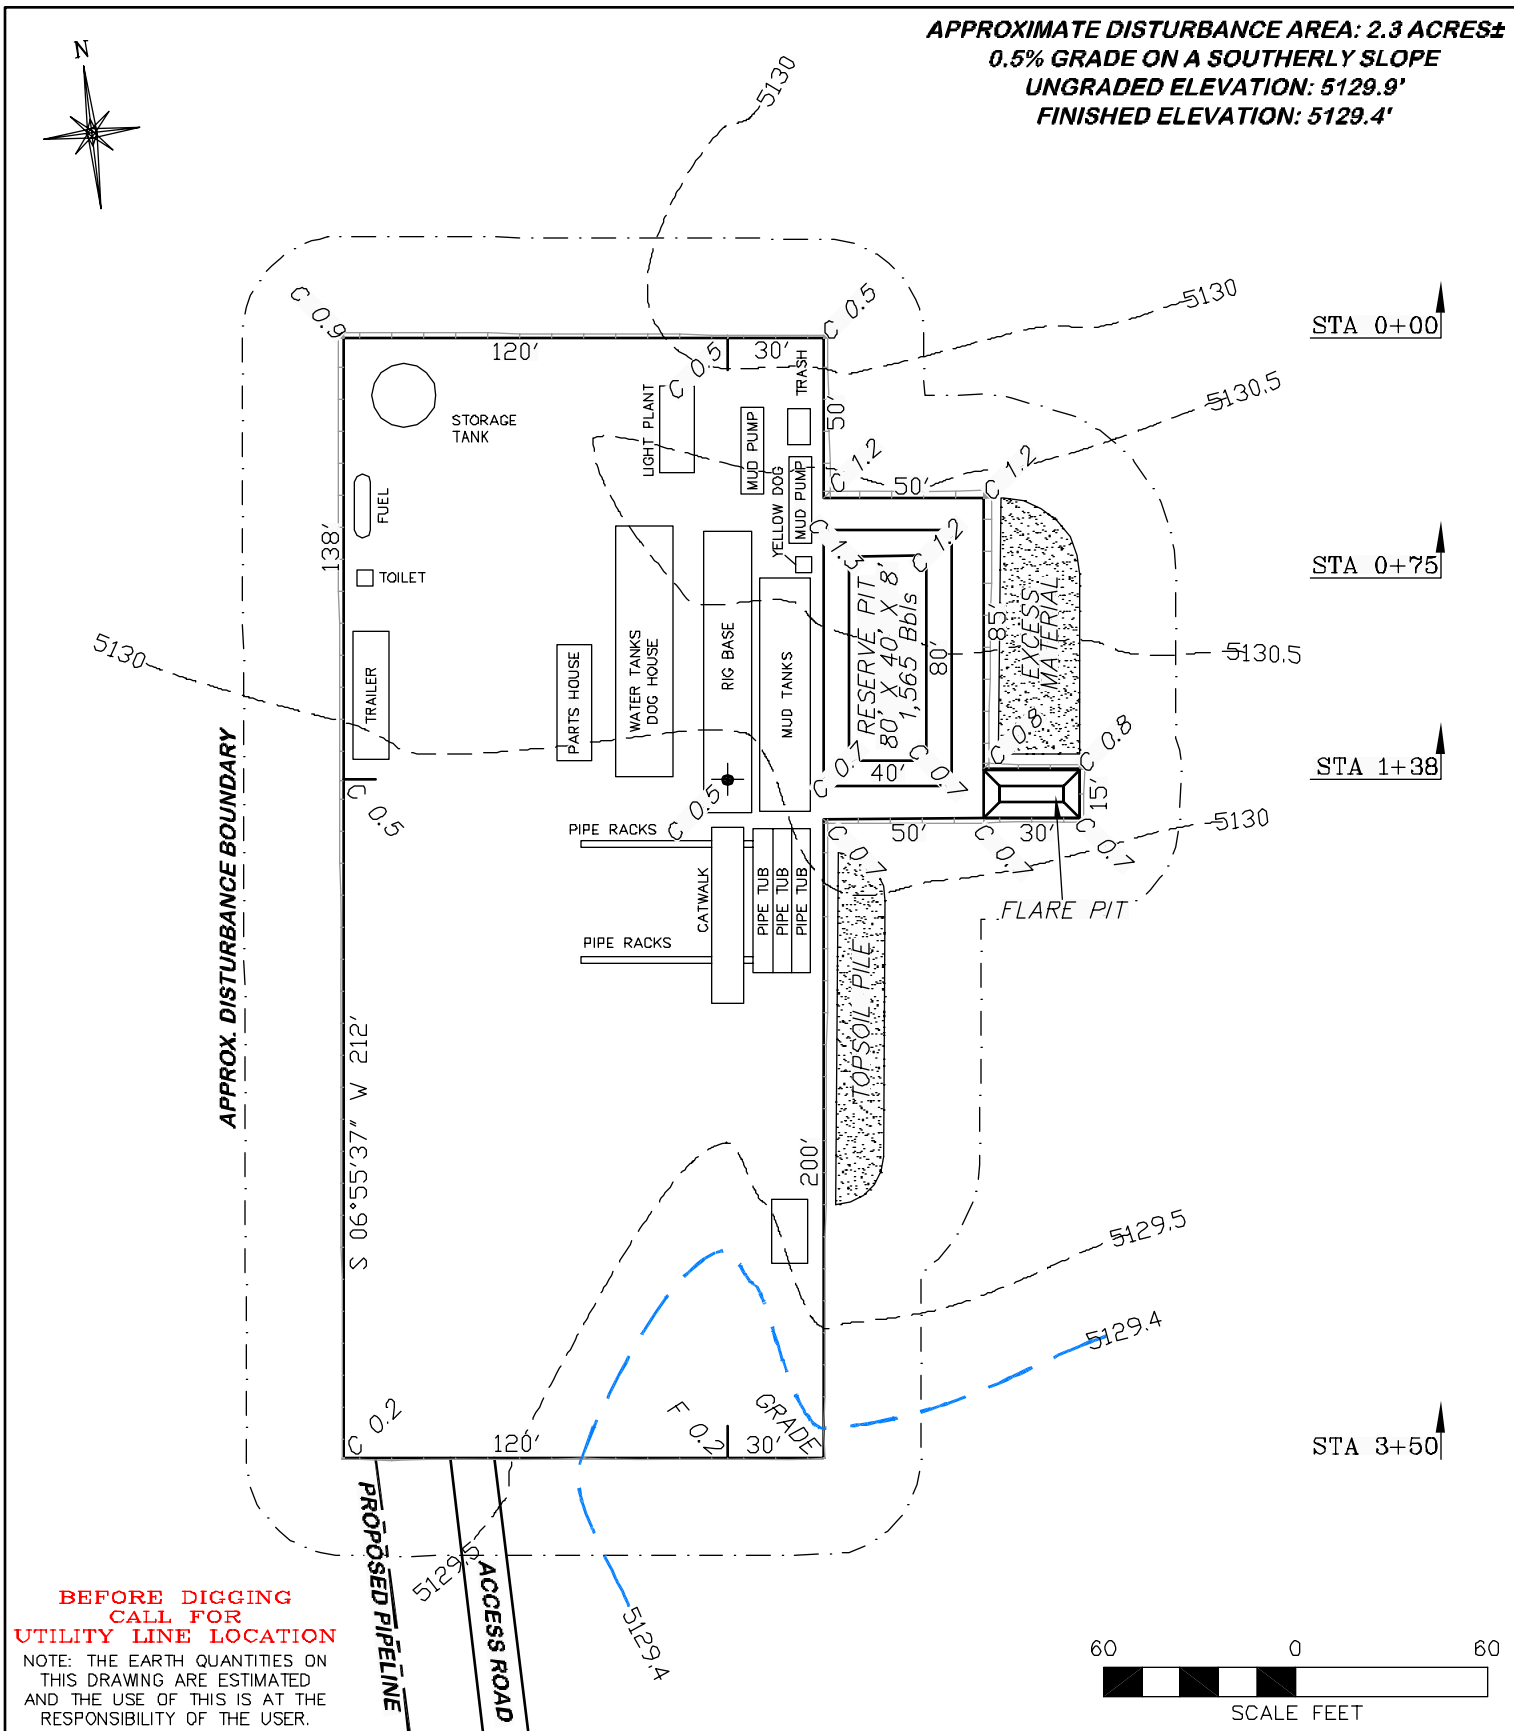 APPROXIMATE DISTURBANCE AREA: 2.3 ACRES±
0.5% GRADE ON A SOUTHERLY SLOPE
UNGRADED ELEVATION: 5129.9'
FINISHED ELEVATION: 5129.4'
N
5130
5130
5130.5
5130
5130.5
5130
5129.5
5129.4
5129.5
5129.4
STA 0+00
STA 0+75
STA 1+38
STA 3+50
C 0.9
120'
C 0.5
30'
C 0.5
TRASH
50'
STORAGE
TANK
LIGHT PLANT
MUD PUMP
YELLOW DOG
MUD PUMP
C 1.2
50'
C 1.2
FUEL
138'
TOILET
TRAILER
PARTS HOUSE
WATER TANKS
DOG HOUSE
RIG BASE
MUD TANKS
C 1.3
C 1.2
RESERVE PIT
80' X 40' X 8'
1,565 Bbls
80'
40'
85'
EXCESS
MATERIAL
C 0.7
C 0.7
C 0.8
C 0.8
15'
C 0.5
C 0.5
C 0.7
50'
C 0.7
30'
C 0.7
FLARE PIT
PIPE RACKS
PIPE RACKS
CATWALK
PIPE TUB
PIPE TUB
PIPE TUB
TOPSOIL PILE
APPROX. DISTURBANCE BOUNDARY
S 06°55'37" W 212'
200'
C 0.2
120'
F 0.2
30'
GRADE
PROPOSED PIPELINE
ACCESS ROAD
BEFORE DIGGING
CALL FOR
UTILITY LINE LOCATION
NOTE: THE EARTH QUANTITIES ON
THIS DRAWING ARE ESTIMATED
AND THE USE OF THIS IS AT THE
RESPONSIBILITY OF THE USER.
60 0 60
SCALE FEET